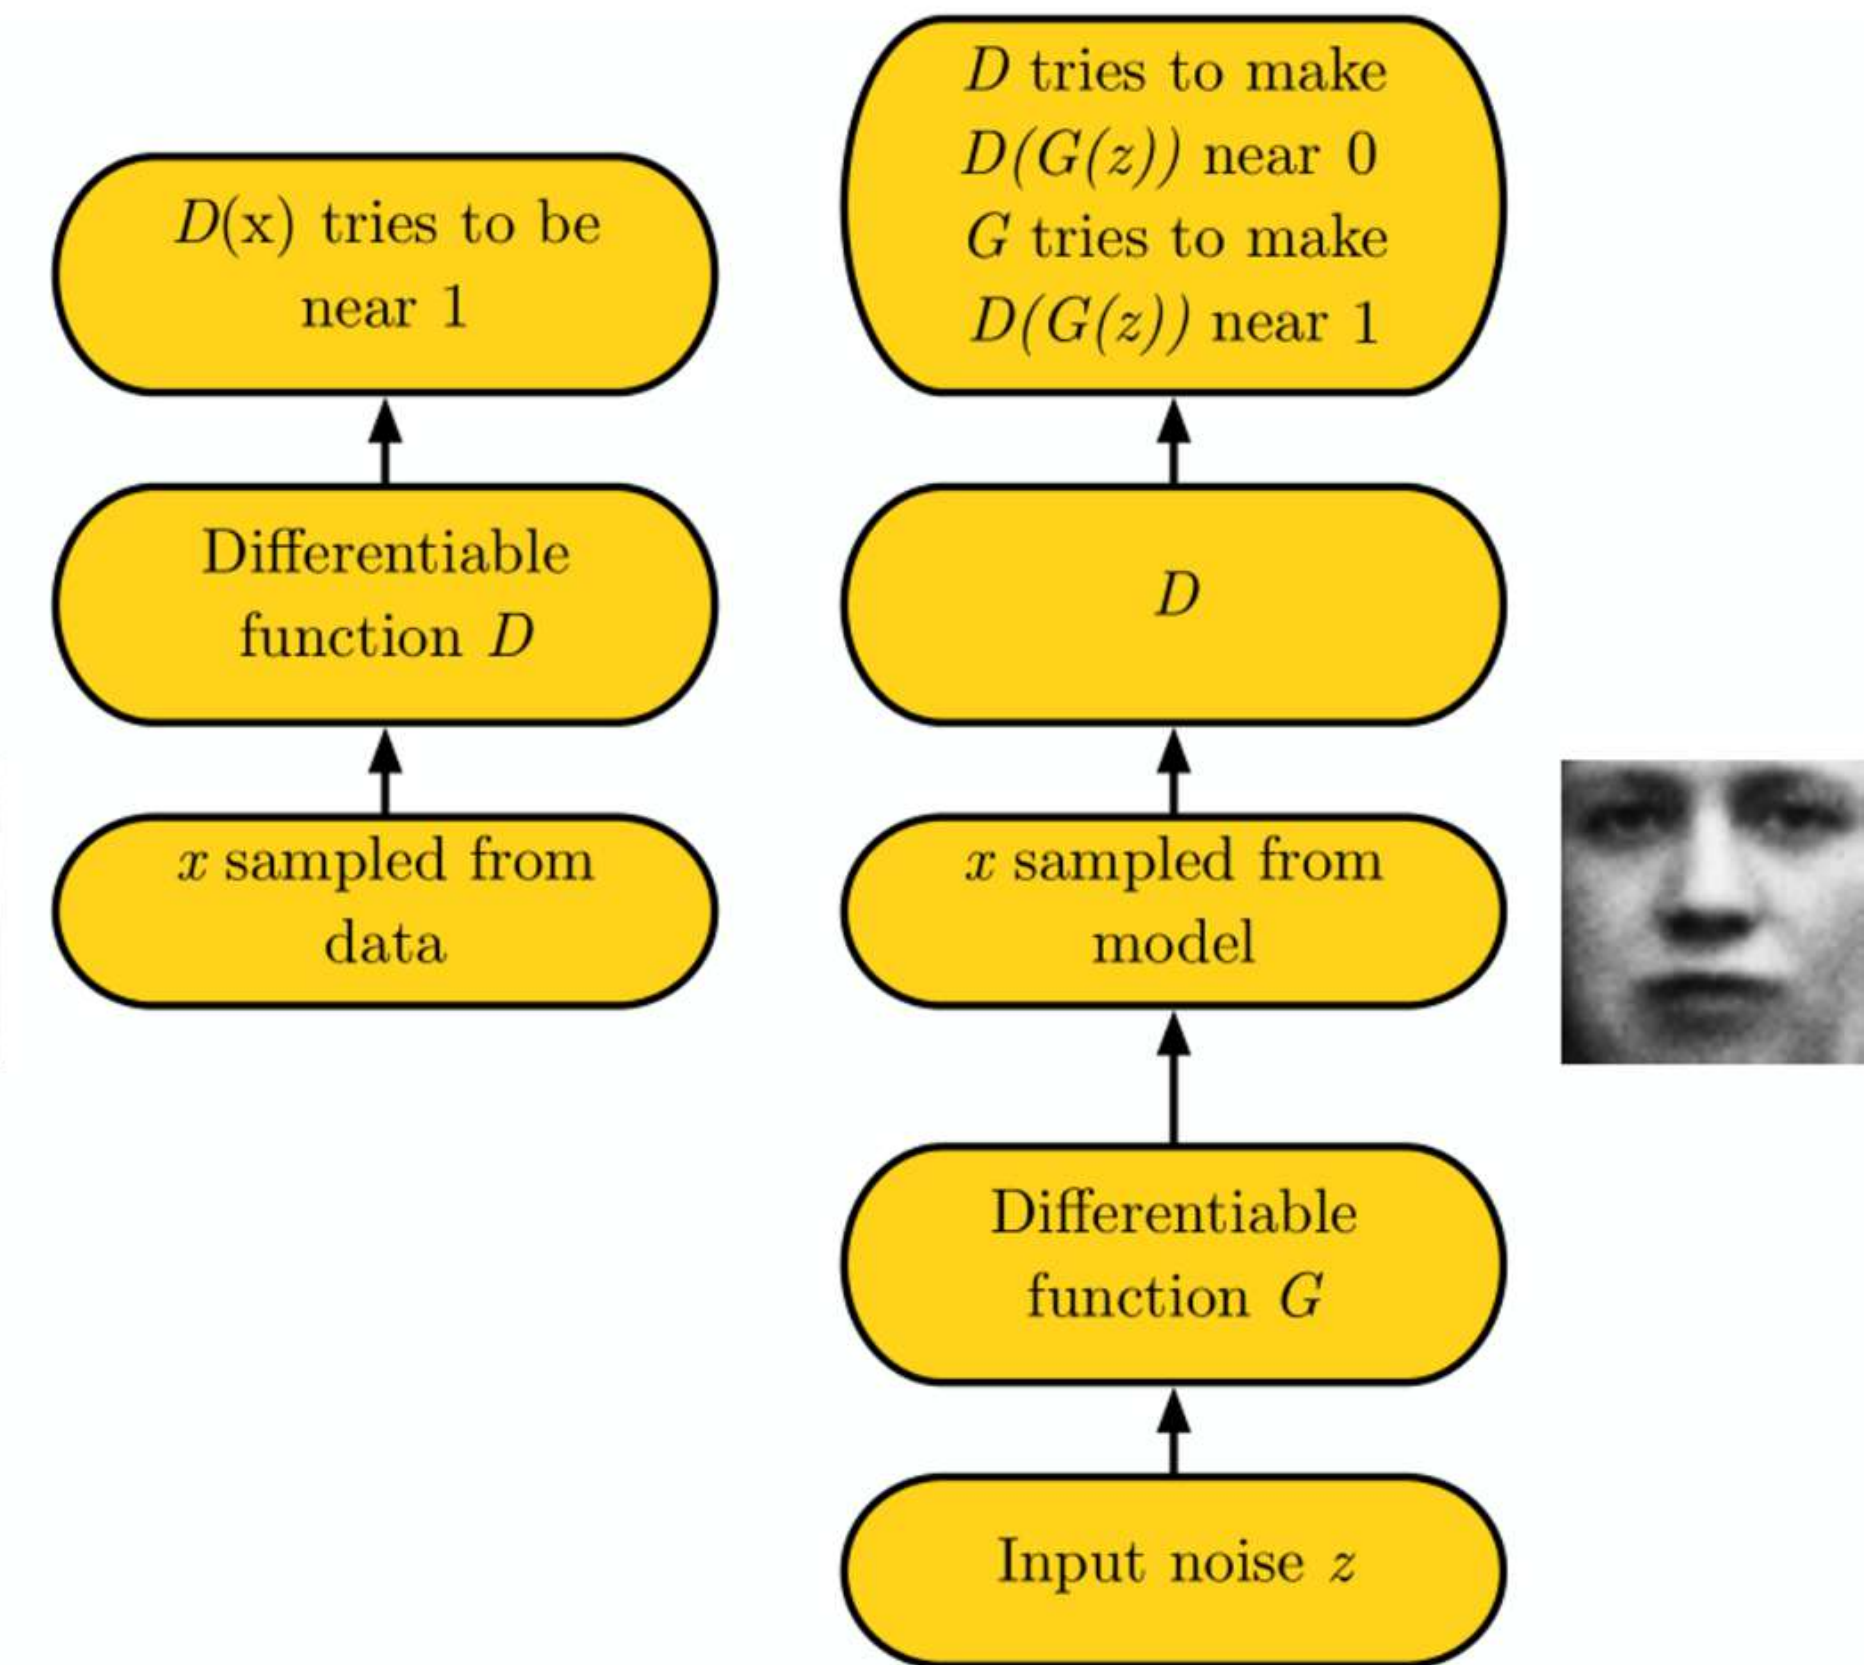 D(x) tries to be
near 1
Differentiable
function D
x sampled from
data
D tries to make
D(G(z)) near 0
G tries to make
D(G(z)) near 1
D
x sampled from
model
Differentiable
function G
Input noise z